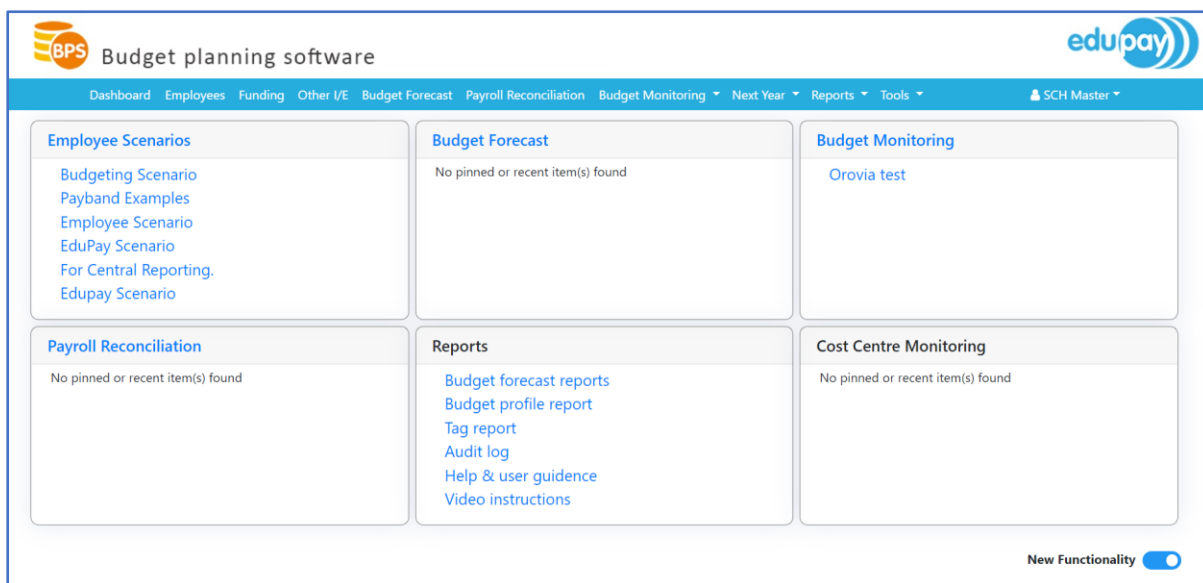 BPS
Budget planning software
edupay
Dashboard Employees Funding Other I/E Budget Forecast Payroll Reconciliation Budget Monitoring Next Year Reports Tools SCH Master
Employee Scenarios
Budgeting Scenario
Payband Examples
Employee Scenario
EduPay Scenario
For Central Reporting.
Edupay Scenario
Budget Forecast
No pinned or recent item(s) found
Budget Monitoring
Orovia test
Payroll Reconciliation
No pinned or recent item(s) found
Reports
Budget forecast reports
Budget profile report
Tag report
Audit log
Help & user guidence
Video instructions
Cost Centre Monitoring
No pinned or recent item(s) found
New Functionality